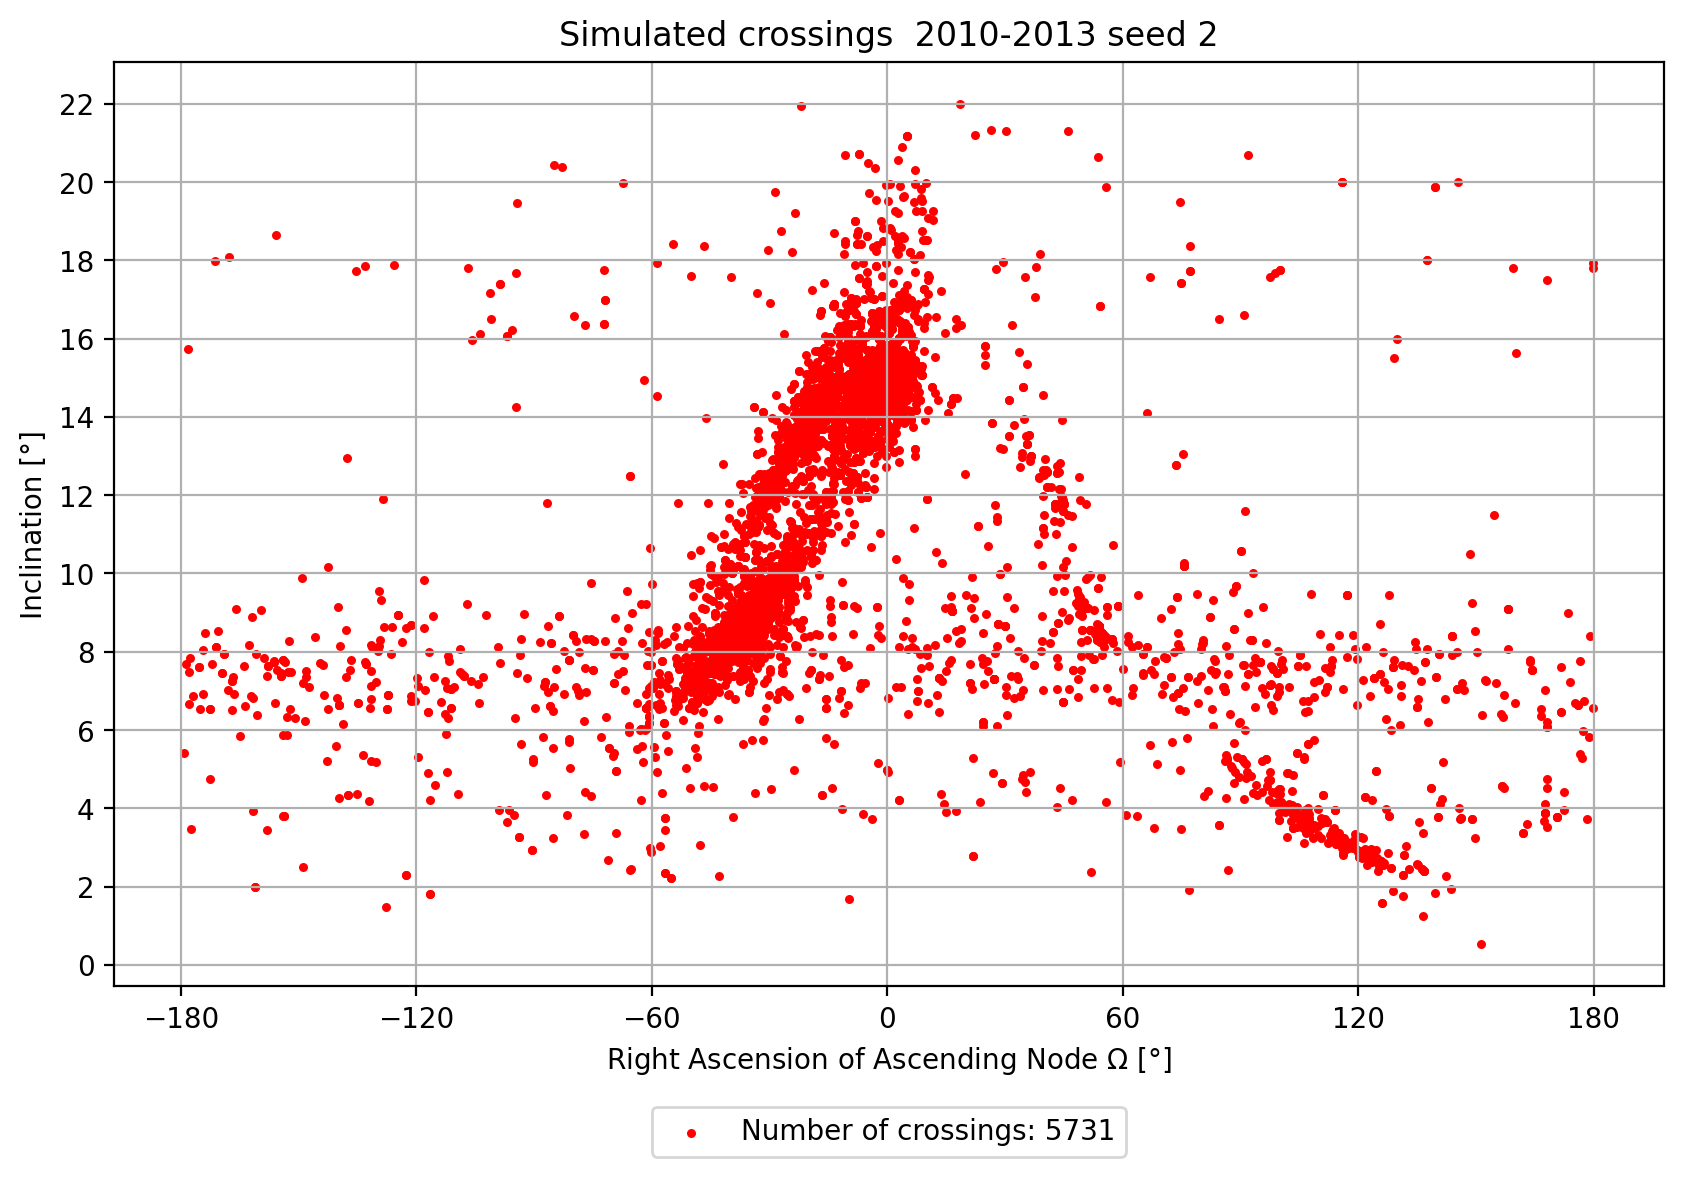 Simulated crossings  2010-2013 seed 2
22
20
18
16
14
12
10
8
6
4
2
0
Inclination [°]
−180 −120 −60 0 60 120 180
Right Ascension of Ascending Node Ω [°]
Number of crossings: 5731